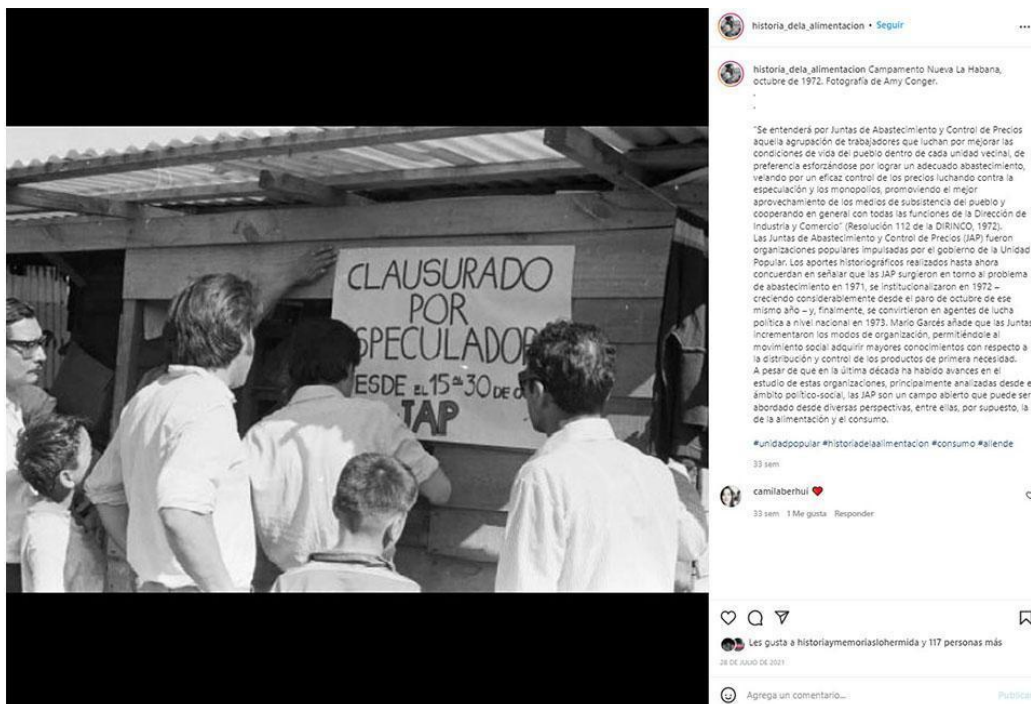 CLAUSURADO
POR
SPECULADOR
ESDE EL 15 AL 30 DE
JAP
historia_dela_alimentacion • Seguir
historia_dela_alimentacion Campamento Nueva La Habana,
octubre de 1972. Fotografía de Amy Conger.
.
.
"Se entenderá por Juntas de Abastecimiento y Control de Precios
aquella agrupación de trabajadores que luchan por mejorar las
condiciones de vida del pueblo dentro de cada unidad vecinal, de
preferencia esforzándose por lograr un adecuado abastecimiento,
velando por un eficaz control de los precios luchando contra la
especulación y los monopolios, promoviendo el mejor
aprovechamiento de los medios de subsistencia del pueblo y
cooperando en general con todas las funciones de la Dirección de
Industria y Comercio" (Resolución 112 de la DIRINCO, 1972).
Las Juntas de Abastecimiento y Control de Precios (JAP) fueron
organizaciones populares impulsadas por el gobierno de la Unidad
Popular. Los aportes historiográficos realizados hasta ahora
concuerdan en señalar que las JAP surgieron en torno al problema
de abastecimiento en 1971, se institucionalizaron en 1972 –
creciendo considerablemente desde el paro de octubre de ese
mismo año – y, finalmente, se convirtieron en agentes de lucha
política a nivel nacional en 1973. Mario Garcés añade que las Juntas
incrementaron los modos de organización, permitiéndole al
movimiento social adquirir mayores conocimientos con respecto a
la distribución y control de los productos de primera necesidad.
A pesar de que en la última década ha habido avances en el
estudio de estas organizaciones, principalmente analizadas desde e
ámbito político-social, las JAP son un campo abierto que puede ser
abordado desde diversas perspectivas, entre ellas, por supuesto, la
de la alimentación y el consumo.
#unidadpopular #historiadelaalimentacion #consumo #allende
33 sem
camilaberhui ❤
33 sem 1 Me gusta Responder
Les gusta a historiaymemoriaslohermida y 117 personas más
28 DE JULIO DE 2021
Agrega un comentario... Publicar